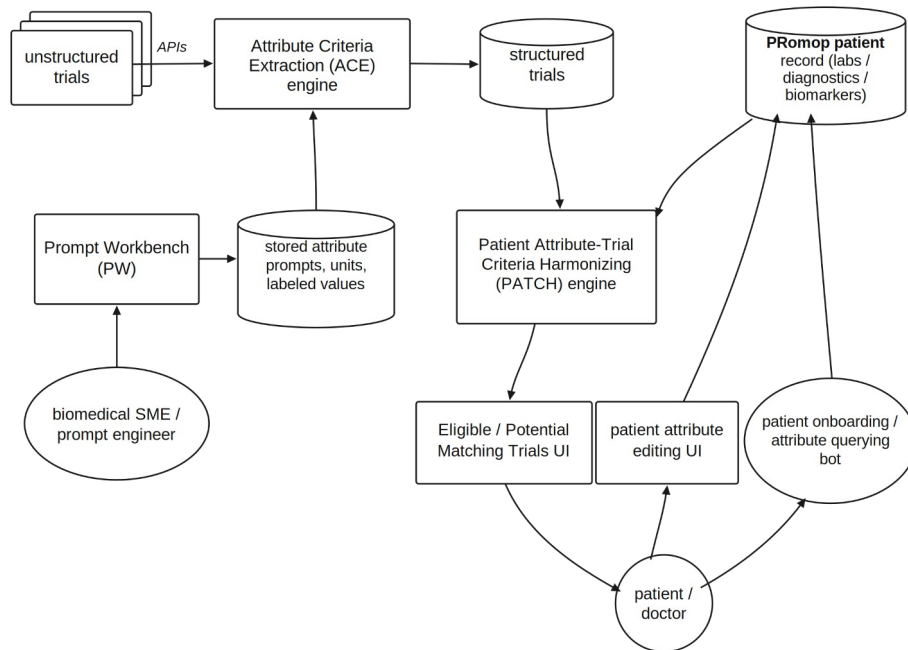 unstructured
trials
APIs
Attribute Criteria
Extraction (ACE)
engine
structured
trials
PRomop patient
record (labs /
diagnostics /
biomarkers)
Prompt Workbench
(PW)
stored attribute
prompts, units,
labeled values
Patient Attribute-Trial
Criteria Harmonizing
(PATCH) engine
biomedical SME /
prompt engineer
Eligible / Potential
Matching Trials UI
patient attribute
editing UI
patient onboarding /
attribute querying
bot
patient /
doctor